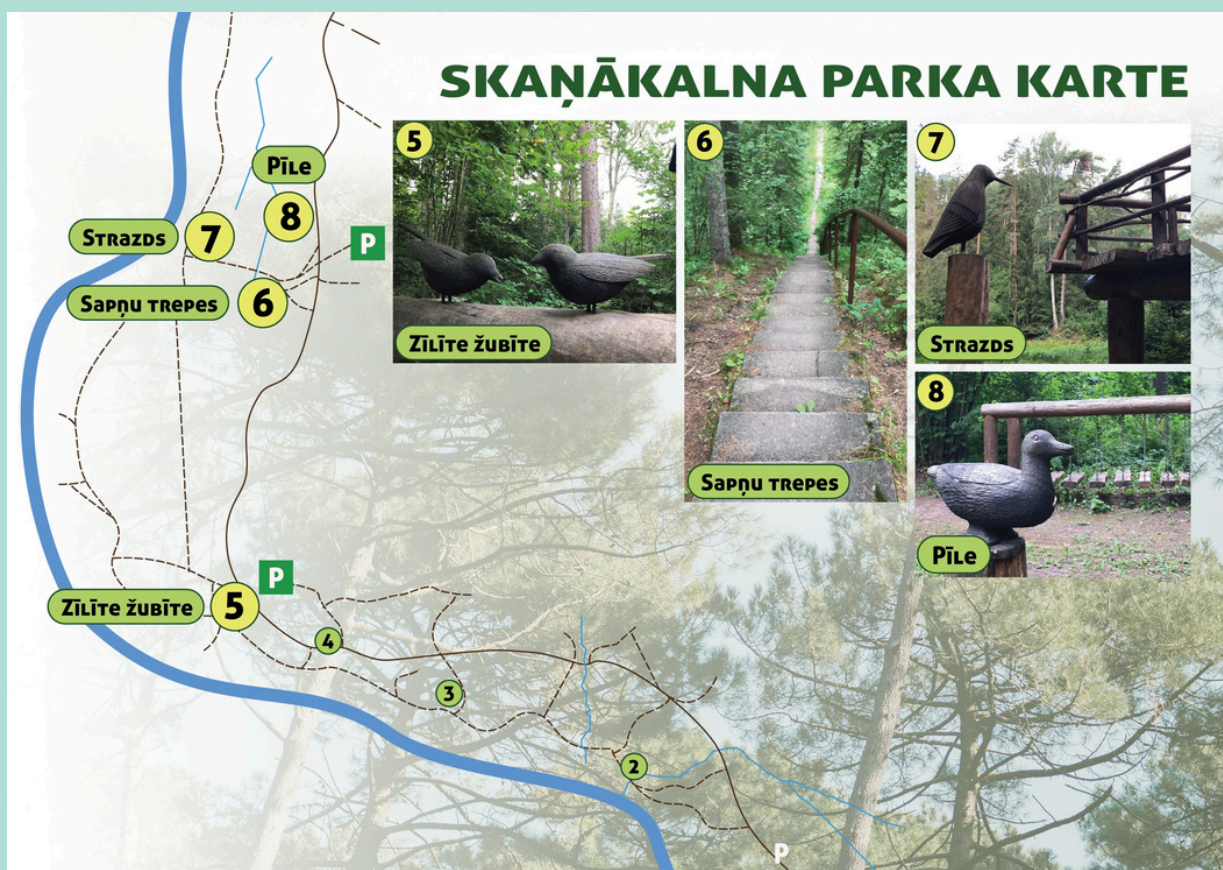 SKAŅĀKALNA PARKA KARTE
5
Zīlīte žubīte
6
Sapņu trepes
7
Strazds
8
Pīle
Pīle
8
Strazds
7
P
Sapņu trepes
6
P
Zīlīte žubīte
5
4
3
2
P